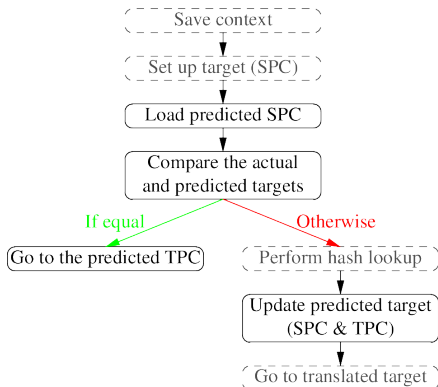 Save context
Set up target (SPC)
Load predicted SPC
Compare the actual
and predicted targets
If equal
Otherwise
Go to the predicted TPC
Perform hash lookup
Update predicted target
(SPC & TPC)
Go to translated target